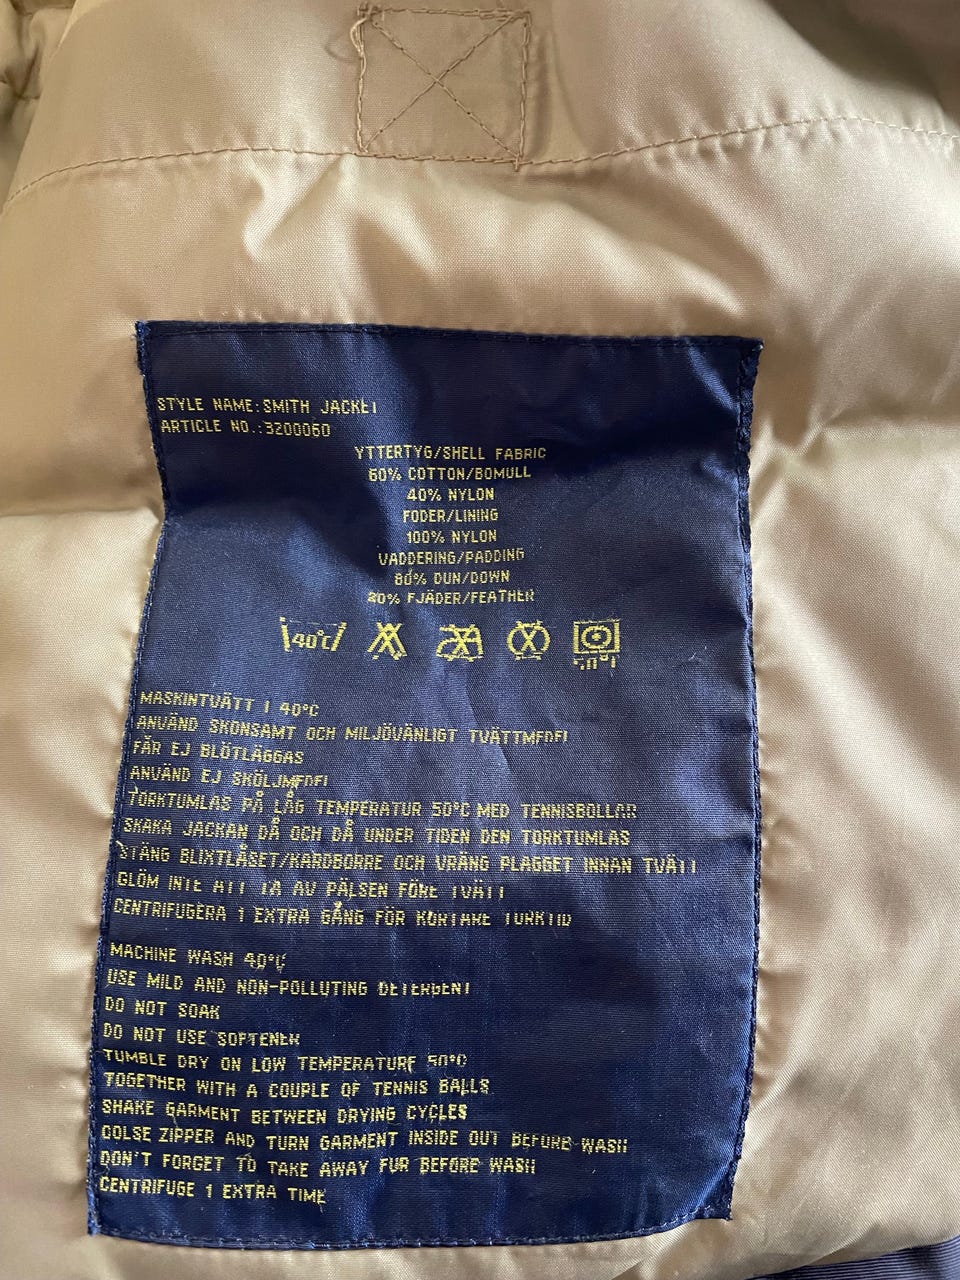 STYLE NAME:SMITH JACKET
ARTICLE NO.:3200060
YTTERTYG/SHELL FABRIC
60% COTTON/BOMULL
40% NYLON
FODER/LINING
100% NYLON
VADDERING/PADDING
80% DUN/DOWN
20% FJÄDER/FEATHER
40°C
50°C
MASKINTVÄTT I 40°C
ANVÄND SKONSAMT OCH MILJÖVÄNLIGT TVÄTTMEDEL
FÅR EJ BLÖTLÄGGAS
ANVÄND EJ SKÖLJMEDEL
TORKTUMLAS PÅ LÅG TEMPERATUR 50°C MED TENNISBOLLAR
SKAKA JACKAN DÅ OCH DÅ UNDER TIDEN DEN TORKTUMLAS
STÄNG BLIXTLÅSET/KARDBORRE OCH VRÄNG PLAGGET INNAN TVÄTT
GLÖM INTE ATT TA AV PÄLSEN FÖRE TVÄTT
CENTRIFUGERA 1 EXTRA GÅNG FÖR KORTARE TORKTID
MACHINE WASH 40°C
USE MILD AND NON-POLLUTING DETERGENT
DO NOT SOAK
DO NOT USE SOFTENER
TUMBLE DRY ON LOW TEMPERATURE 50°C
TOGETHER WITH A COUPLE OF TENNIS BALLS
SHAKE GARMENT BETWEEN DRYING CYCLES
COLSE ZIPPER AND TURN GARMENT INSIDE OUT BEFORE WASH
DON'T FORGET TO TAKE AWAY FUR BEFORE WASH
CENTRIFUGE 1 EXTRA TIME